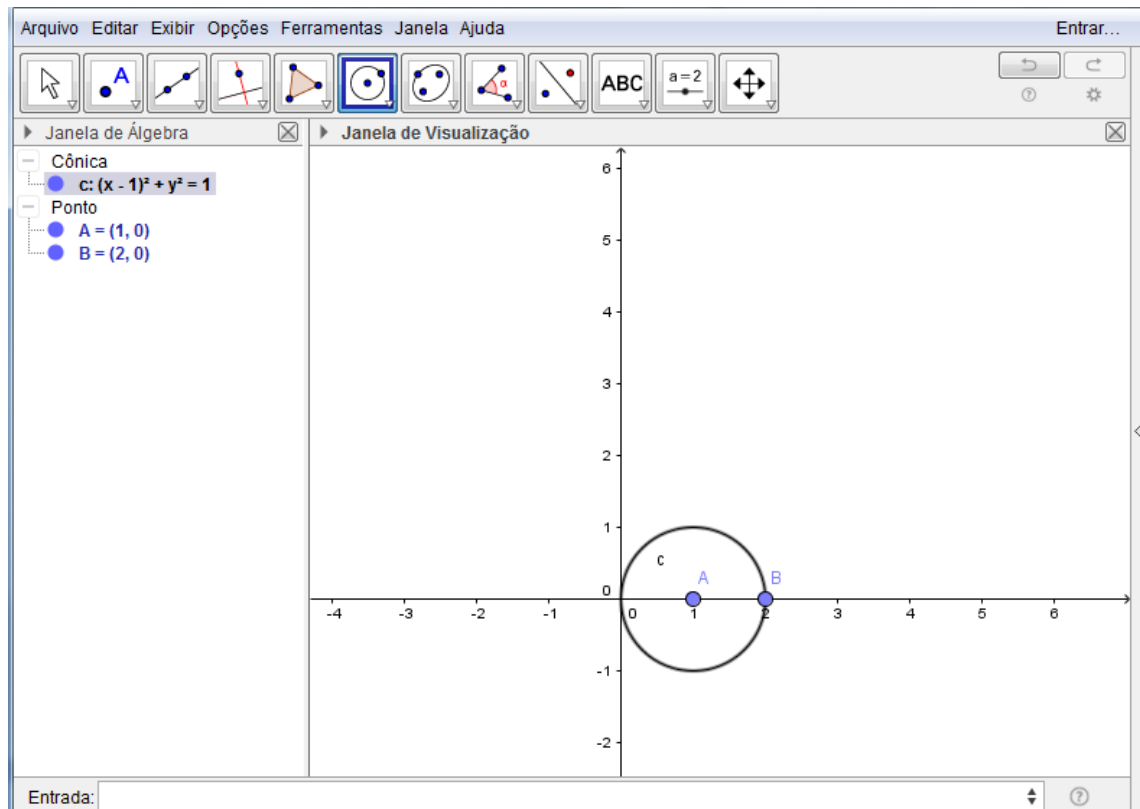 Arquivo Editar Exibir Opções Ferramentas Janela Ajuda Entrar...
A α ABC a=2
Janela de Álgebra
Janela de Visualização
Cônica
c: (x - 1)² + y² = 1
Ponto
A = (1, 0)
B = (2, 0)
6
5
4
3
2
1
c A B
0
-4 -3 -2 -1 0 1 2 3 4 5 6
-1
-2
Entrada: